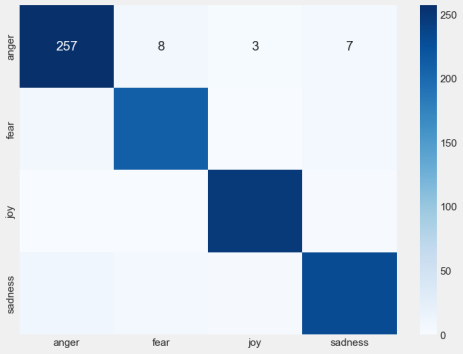 250
anger 257 8 3 7
200
fear
150
100
joy
50
sadness
0
anger fear joy sadness